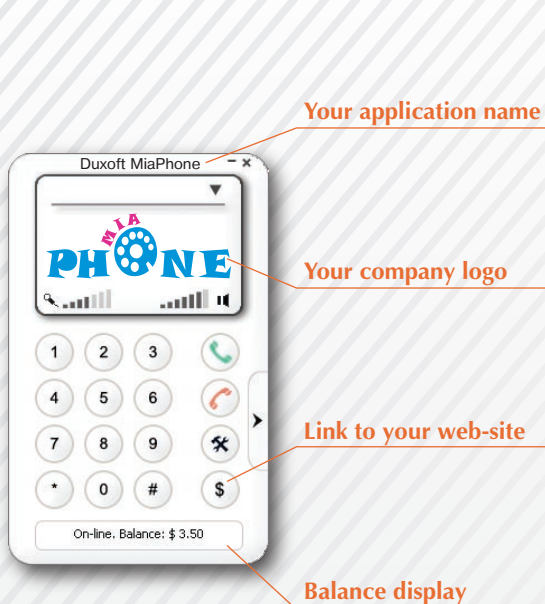 Your application name
Duxoft MiaPhone
MIA
PHONE
Your company logo
1 2 3
4 5 6
7 8 9
* 0 # $
Link to your web-site
On-line. Balance: $ 3.50
Balance display